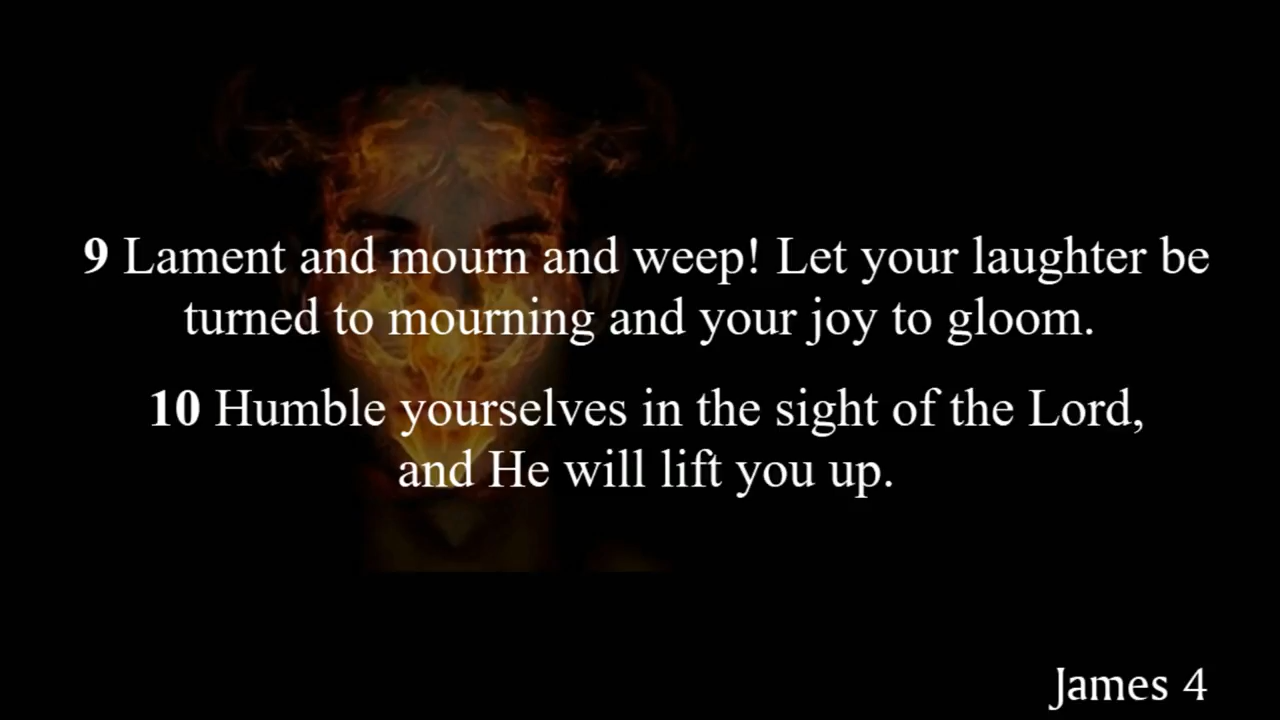 9 Lament and mourn and weep! Let your laughter be
turned to mourning and your joy to gloom.
10 Humble yourselves in the sight of the Lord,
and He will lift you up.
James 4